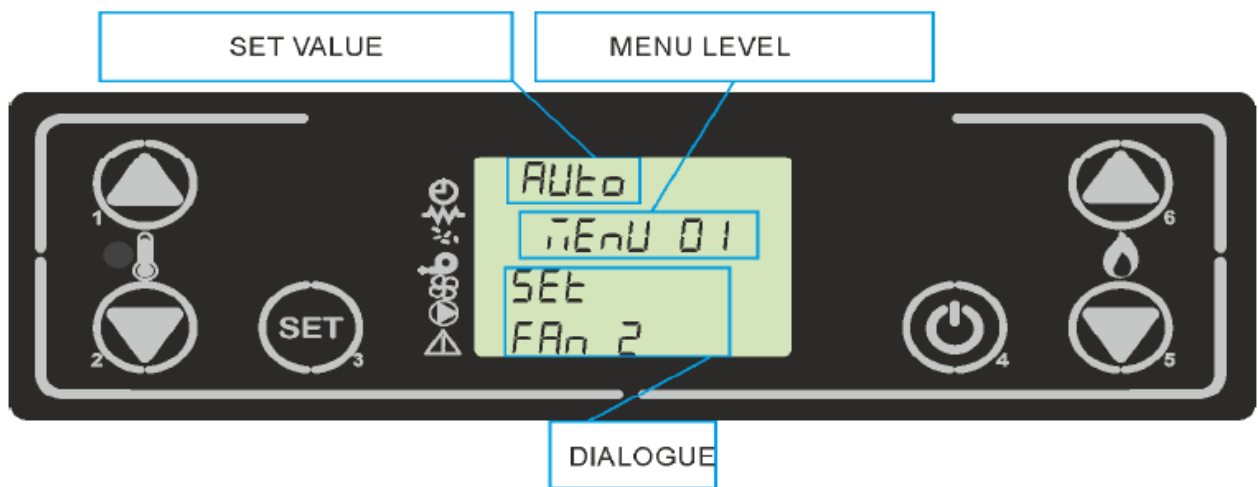 SET VALUE
MENU LEVEL
AUto
MEnU 01
SEt
FAn 2
1
2
SET
3
4
5
6
DIALOGUE